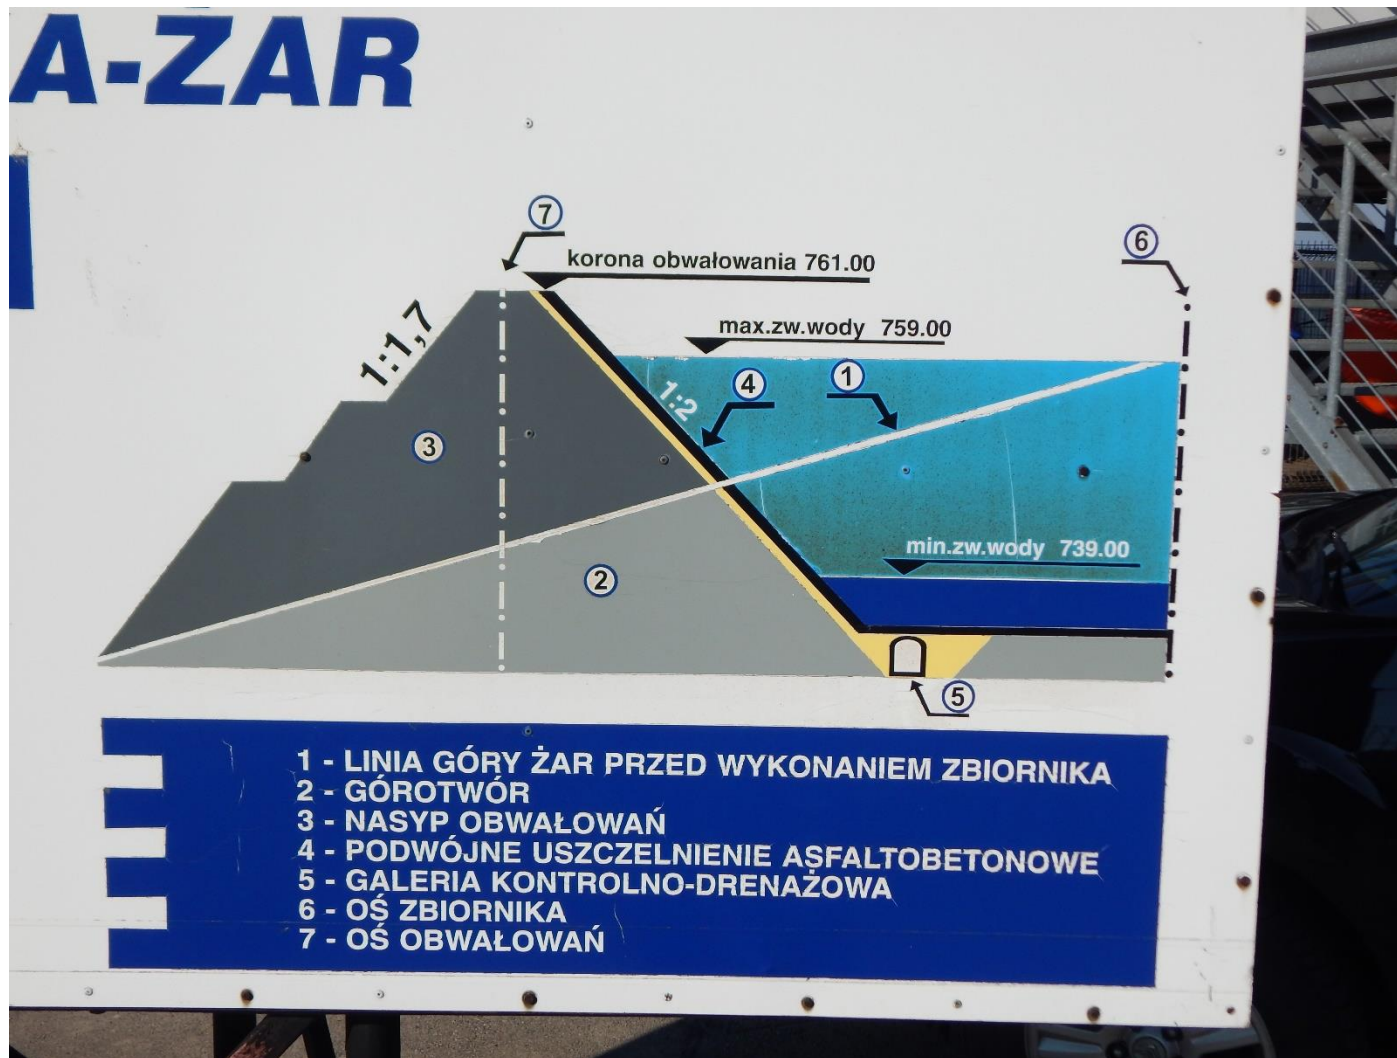 A-ŻAR
7
6
korona obwałowania 761.00
1:1,7
max.zw.wody 759.00
4
1
1:2
3
min.zw.wody 739.00
2
5
1 - LINIA GÓRY ŻAR PRZED WYKONANIEM ZBIORNIKA
2 - GÓROTWÓR
3 - NASYP OBWAŁOWAŃ
4 - PODWÓJNE USZCZELNIENIE ASFALTOBETONOWE
5 - GALERIA KONTROLNO-DRENAŻOWA
6 - OŚ ZBIORNIKA
7 - OŚ OBWAŁOWAŃ